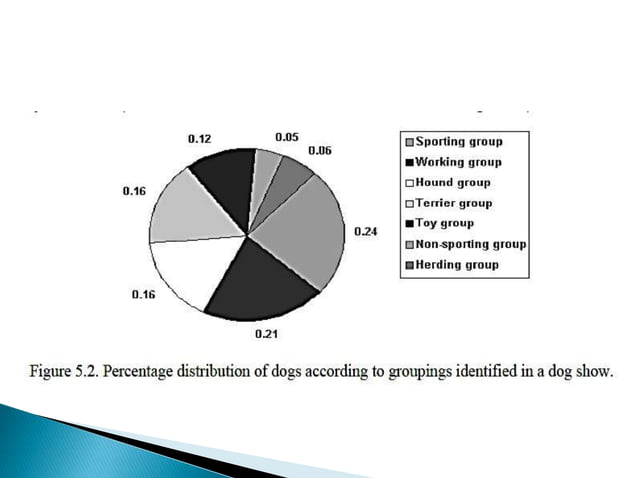 0.12
0.05
0.06
0.16
0.24
0.16
0.21
Sporting group
Working group
Hound group
Terrier group
Toy group
Non-sporting group
Herding group
Figure 5.2. Percentage distribution of dogs according to groupings identified in a dog show.